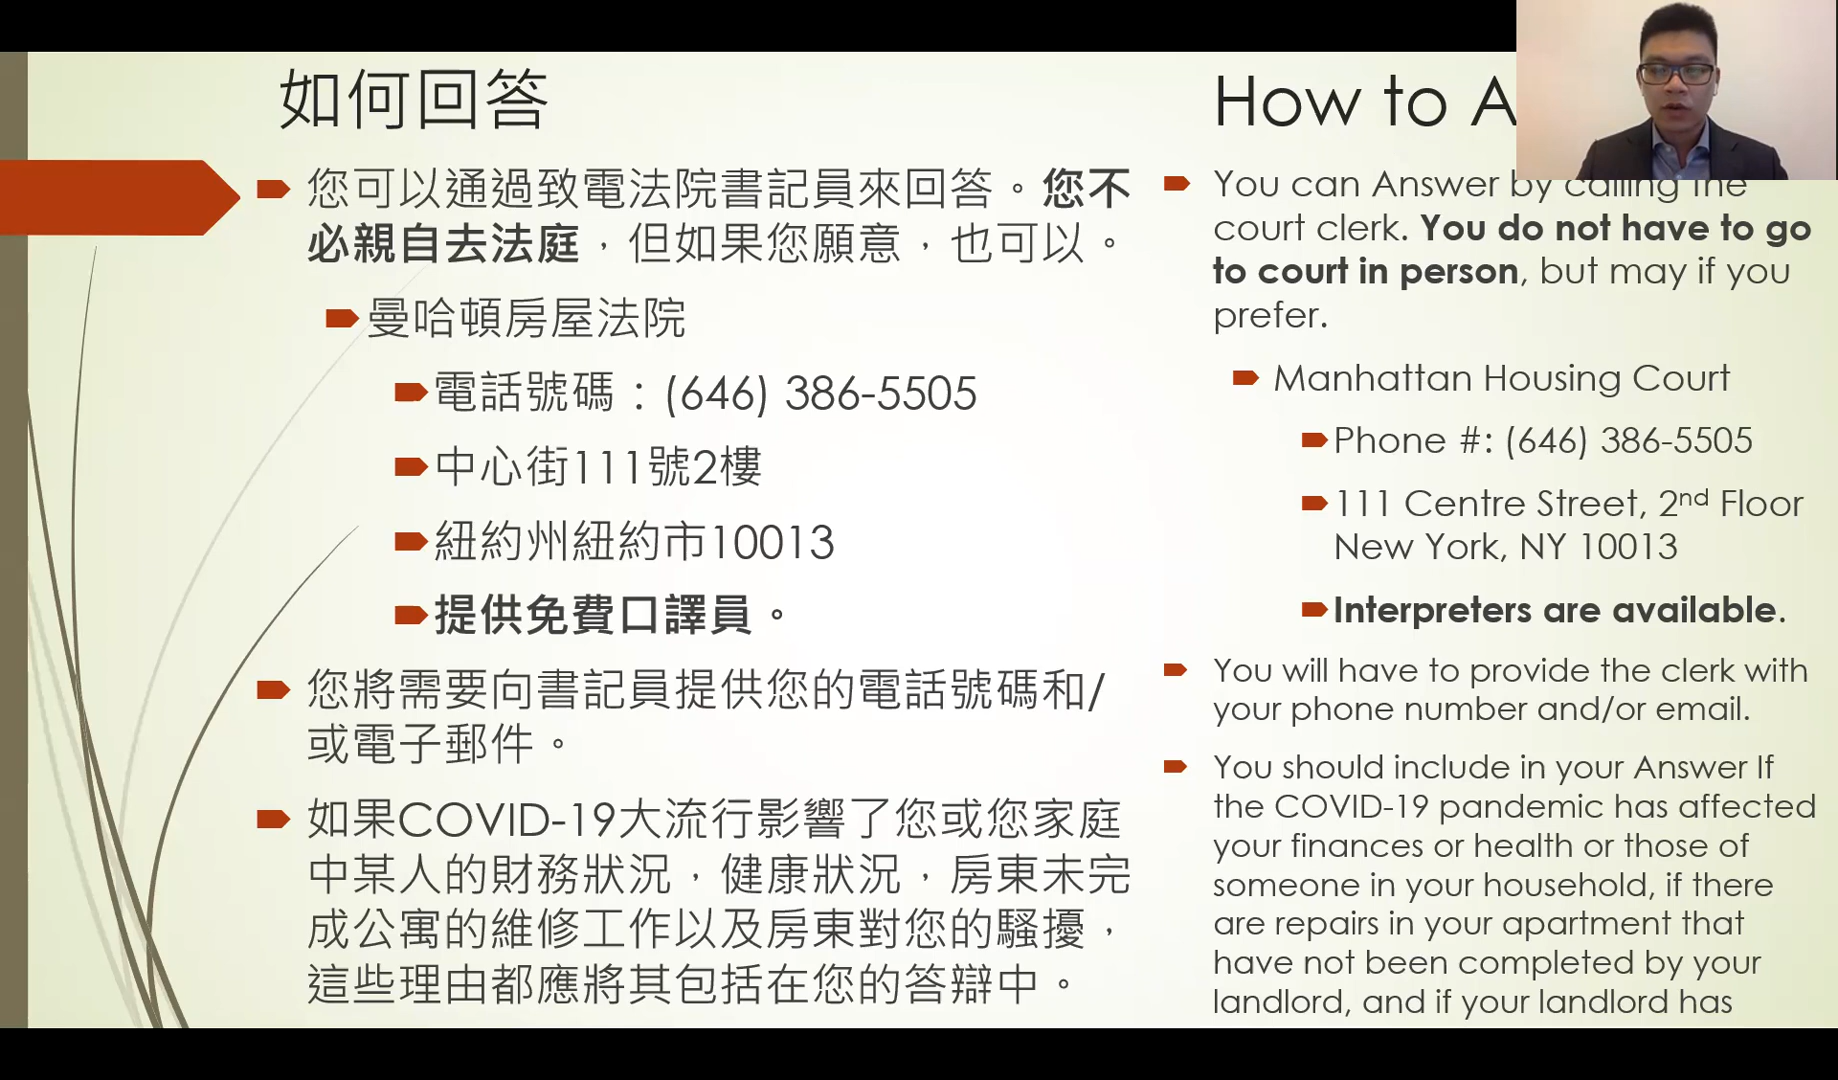 如何回答
您可以通過致電法院書記員來回答。您不
必親自去法庭，但如果您願意，也可以。
曼哈頓房屋法院
電話號碼：(646) 386-5505
中心街111號2樓
紐約州紐約市10013
提供免費口譯員。
您將需要向書記員提供您的電話號碼和/
或電子郵件。
如果COVID-19大流行影響了您或您家庭
中某人的財務狀況，健康狀況，房東未完
成公寓的維修工作以及房東對您的騷擾，
這些理由都應將其包括在您的答辯中。
How to
You can Answer by calling the
court clerk. You do not have to go
to court in person, but may if you
prefer.
Manhattan Housing Court
Phone #: (646) 386-5505
111 Centre Street, 2nd Floor
New York, NY 10013
Interpreters are available.
You will have to provide the clerk with
your phone number and/or email.
You should include in your Answer If
the COVID-19 pandemic has affected
your finances or health or those of
someone in your household, if there
are repairs in your apartment that
have not been completed by your
landlord, and if your landlord has